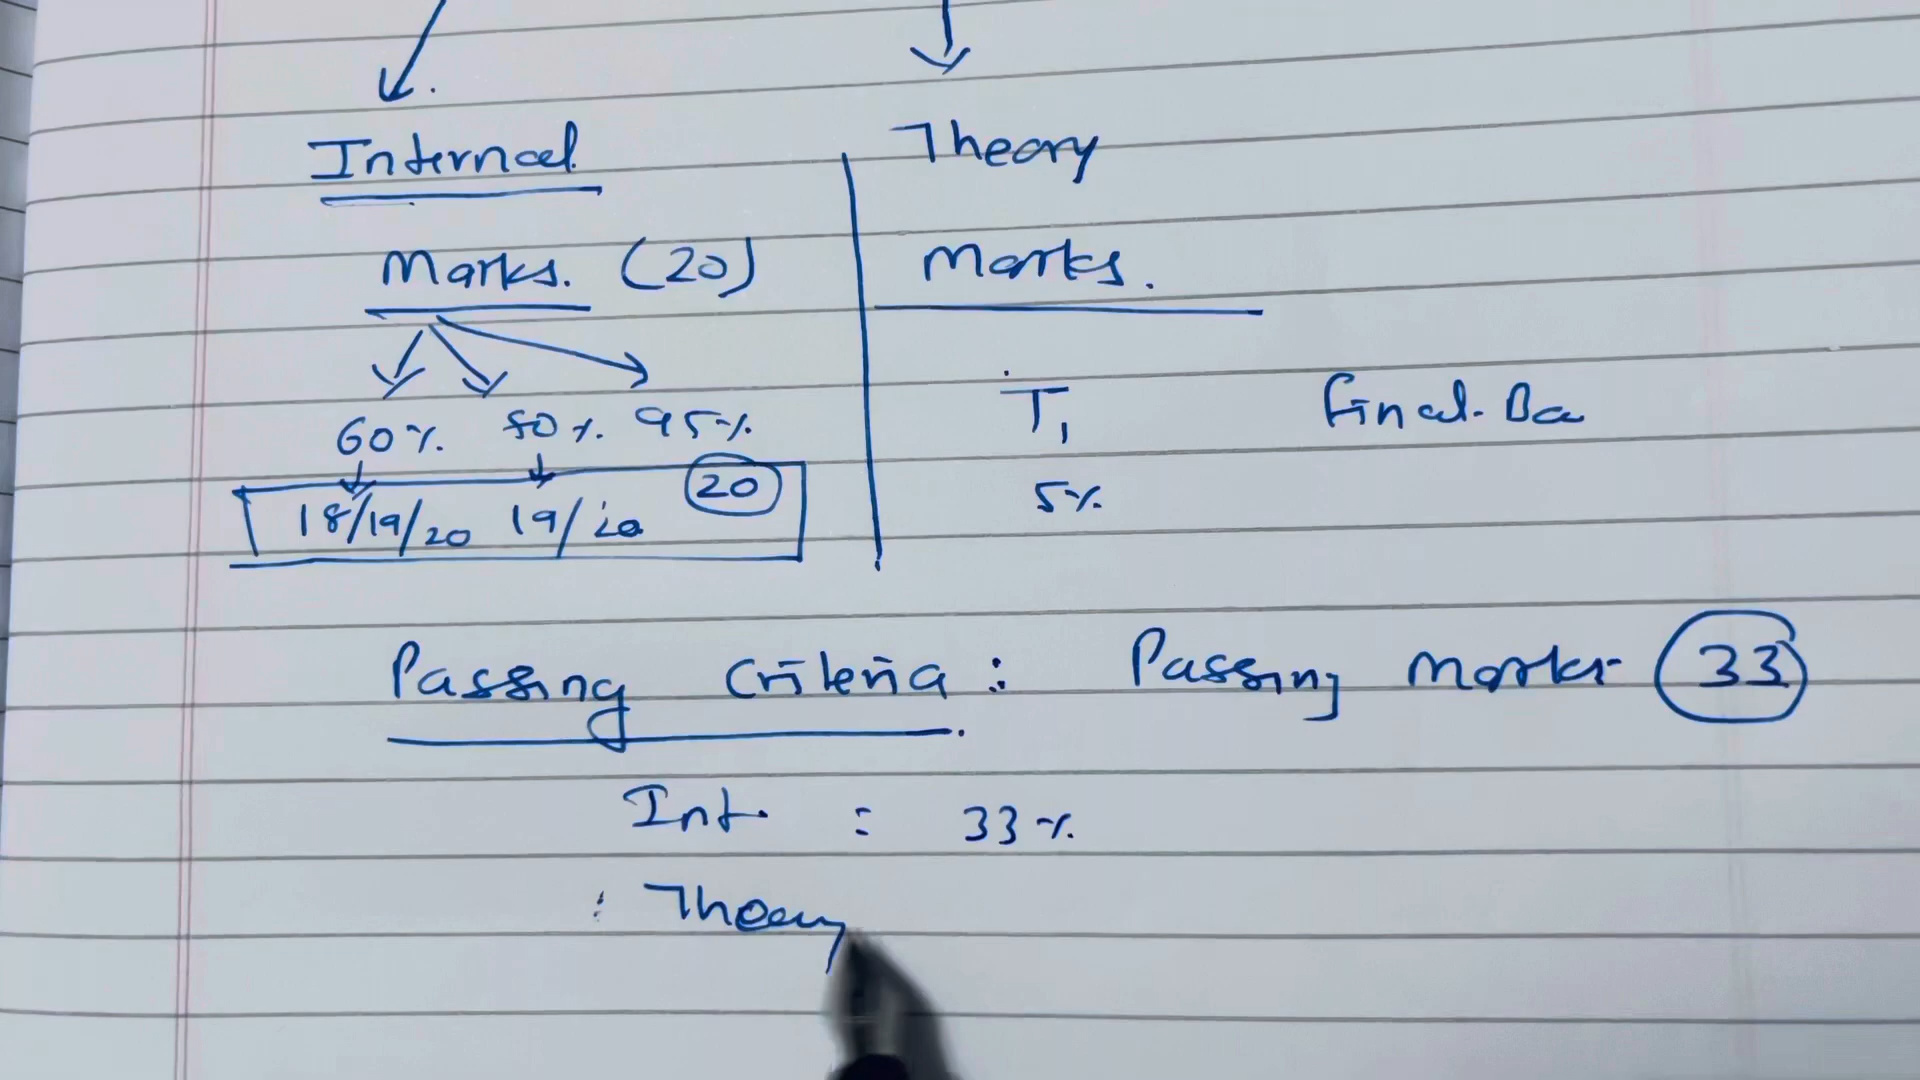 Internal
Theory
Marks. (20)
Marks.
60% 80% 95%
T1
Final. Ba
18/19/20 19/20 20
5%
Passing Criteria : Passing Marks 33
Int. : 33%
: Theory